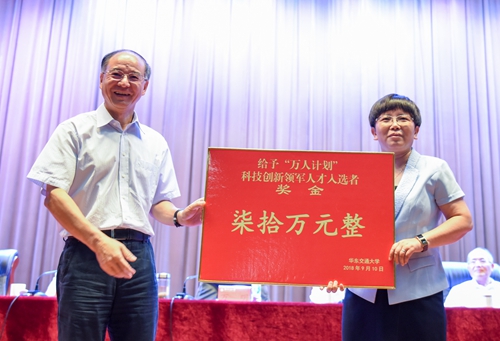 给予“万人计划”
科技创新领军人才入选者
奖金
柒拾万元整
华东交通大学
2018年9月10日